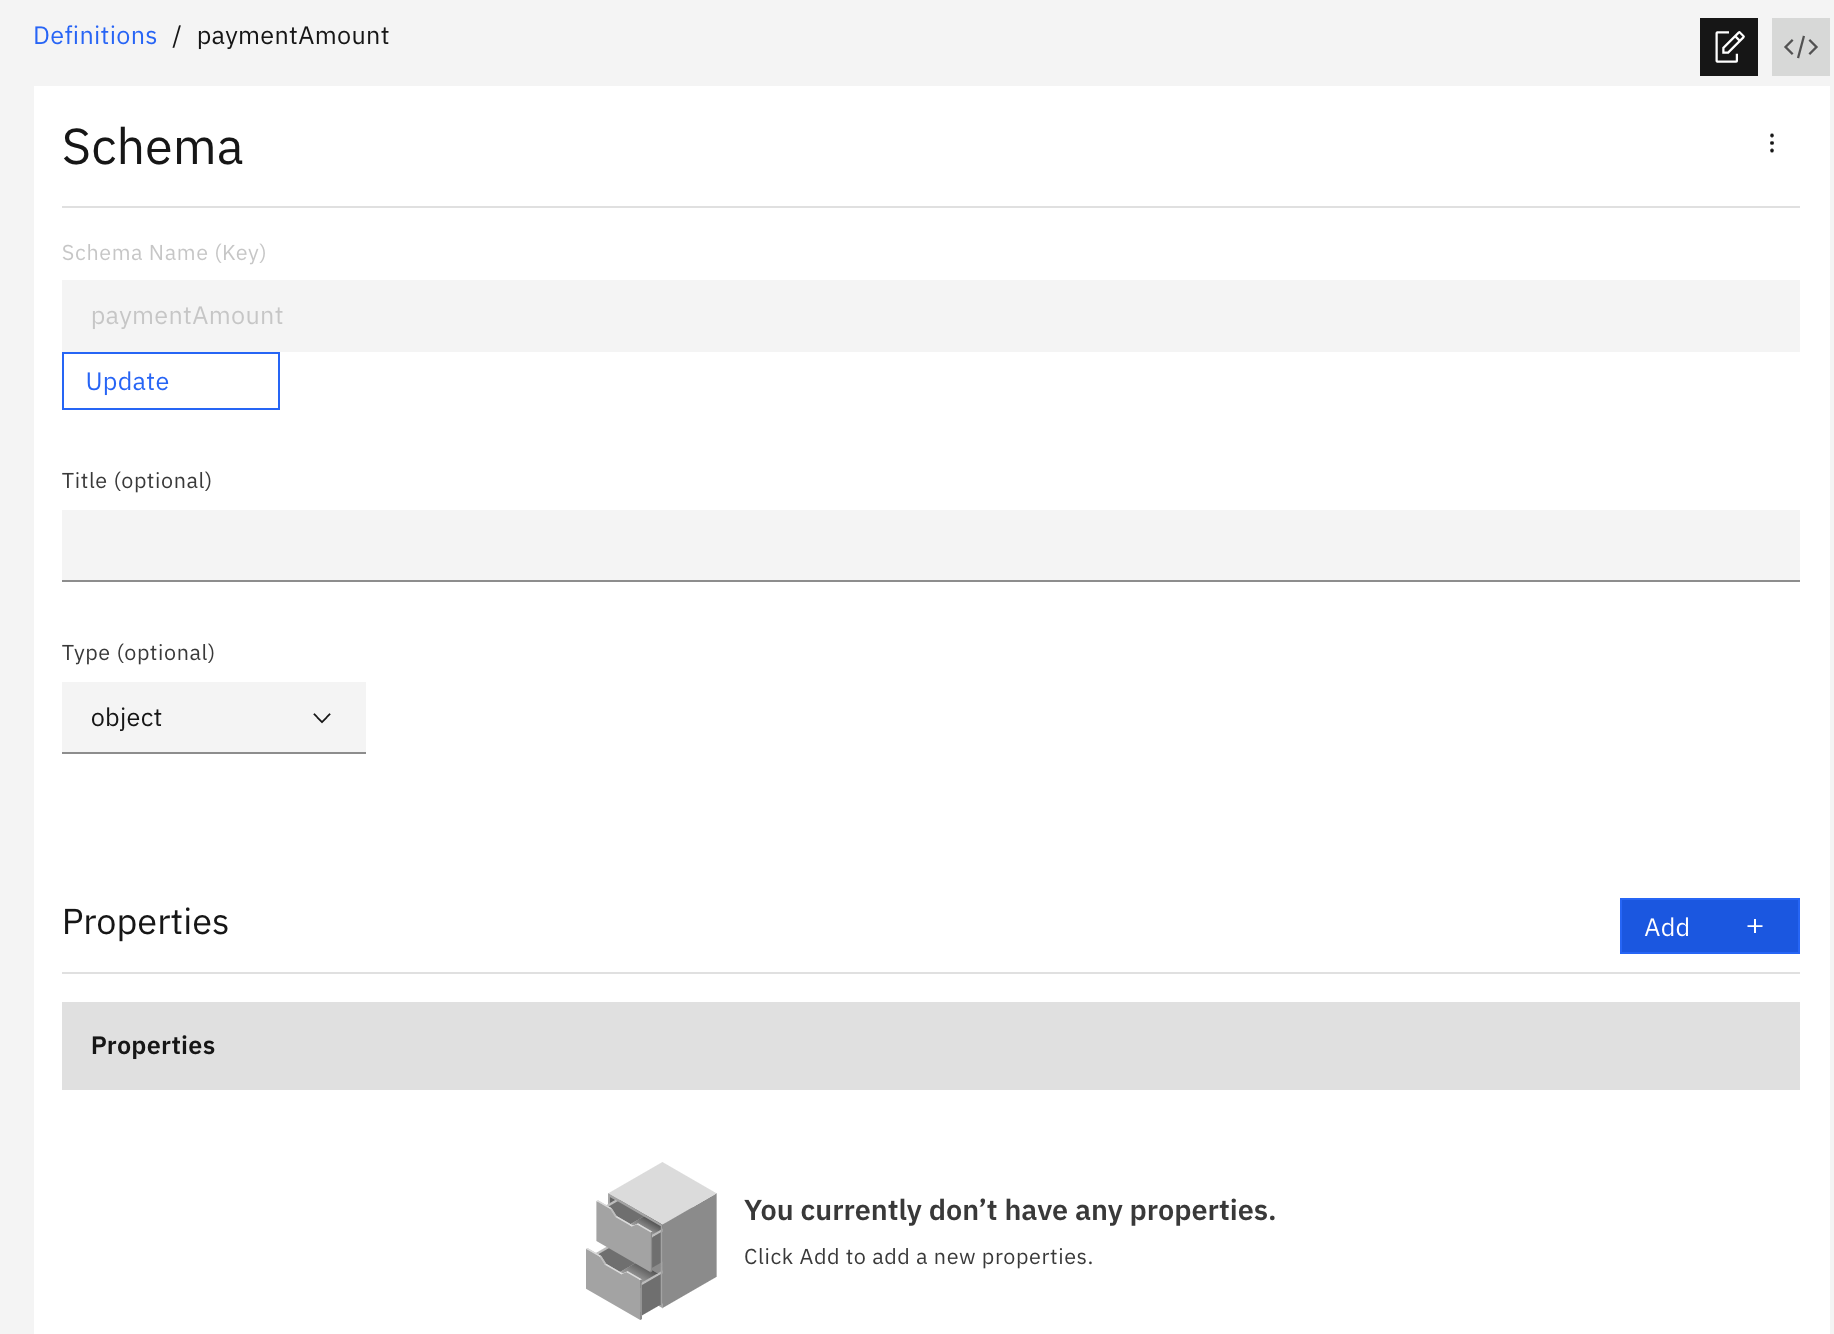 Definitions / paymentAmount
</>
Schema
Schema Name (Key)
paymentAmount
Update
Title (optional)
Type (optional)
object
Properties
Add +
Properties
You currently don’t have any properties.
Click Add to add a new properties.